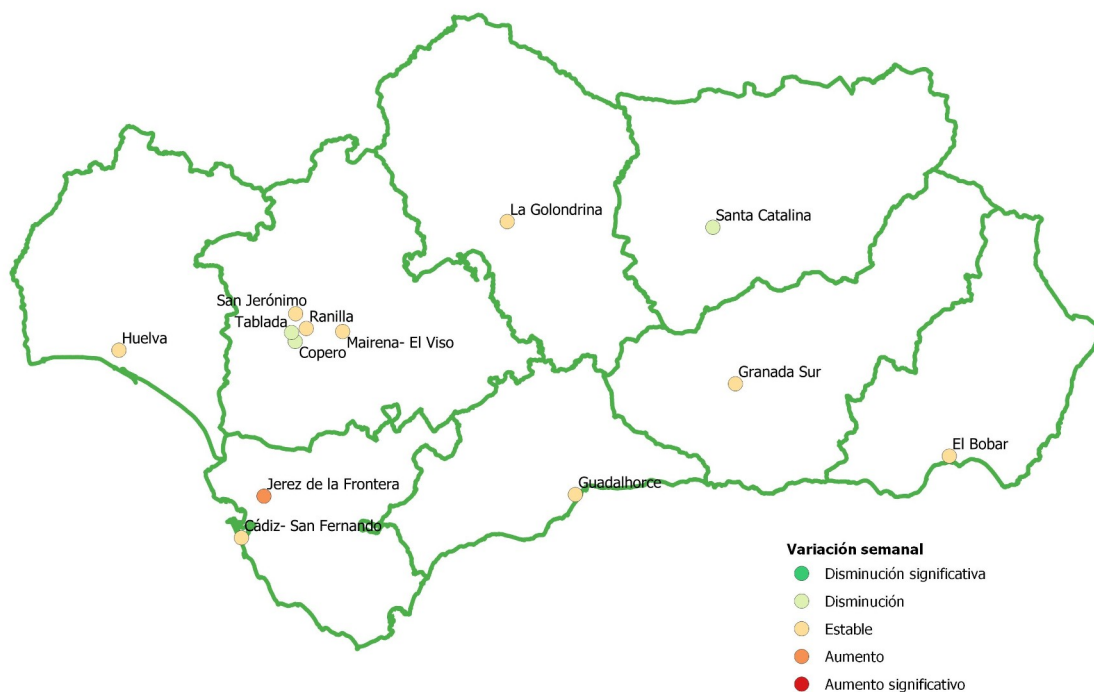 La Golondrina
Santa Catalina
San Jerónimo
Tablada
Ranilla
Huelva
Mairena- El Viso
Copero
Granada Sur
El Bobar
Jerez de la Frontera
Guadalhorce
Cádiz- San Fernando
Variación semanal
Disminución significativa
Disminución
Estable
Aumento
Aumento significativo